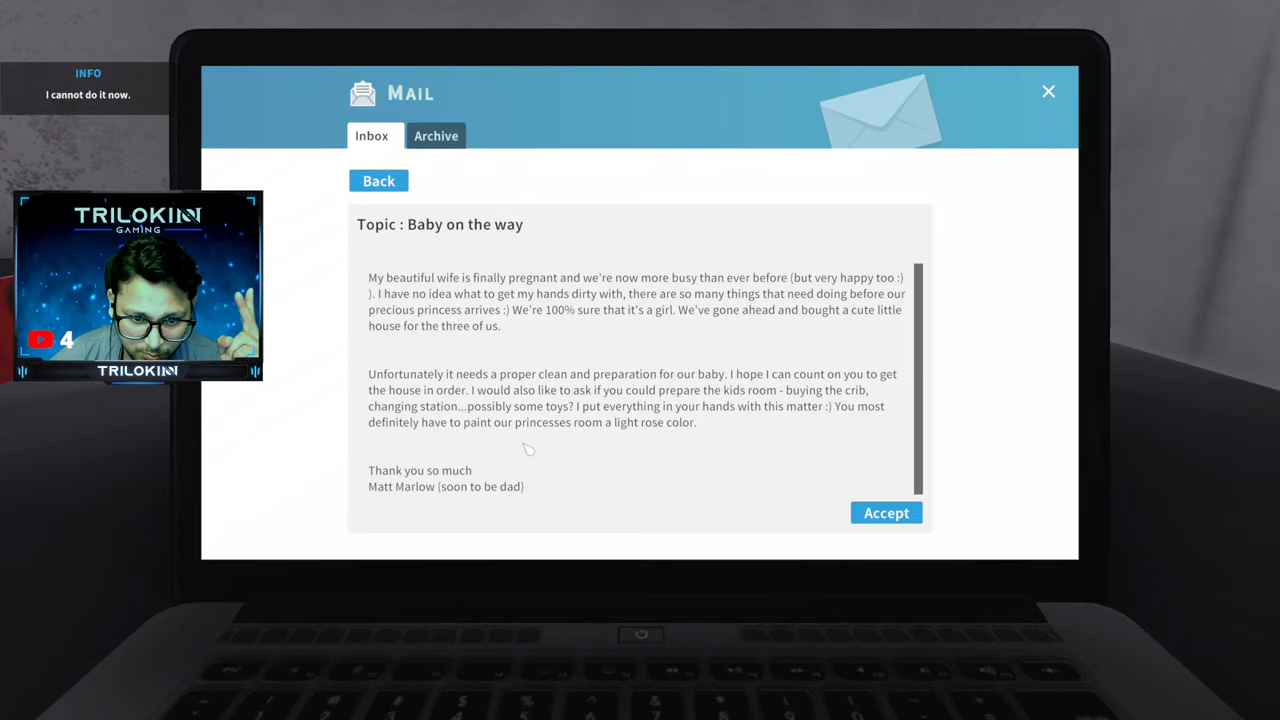 INFO
I cannot do it now.
MAIL
Inbox
Archive
Back
Topic : Baby on the way
My beautiful wife is finally pregnant and we're now more busy than ever before (but very happy too :)
). I have no idea what to get my hands dirty with, there are so many things that need doing before our
precious princess arrives :) We're 100% sure that it's a girl. We've gone ahead and bought a cute little
house for the three of us.
Unfortunately it needs a proper clean and preparation for our baby. I hope I can count on you to get
the house in order. I would also like to ask if you could prepare the kids room - buying the crib,
changing station...possibly some toys? I put everything in your hands with this matter :) You most
definitely have to paint our princesses room a light rose color.
Thank you so much
Matt Marlow (soon to be dad)
Accept
TRILOKIN
GAMING
4
TRILOKIN